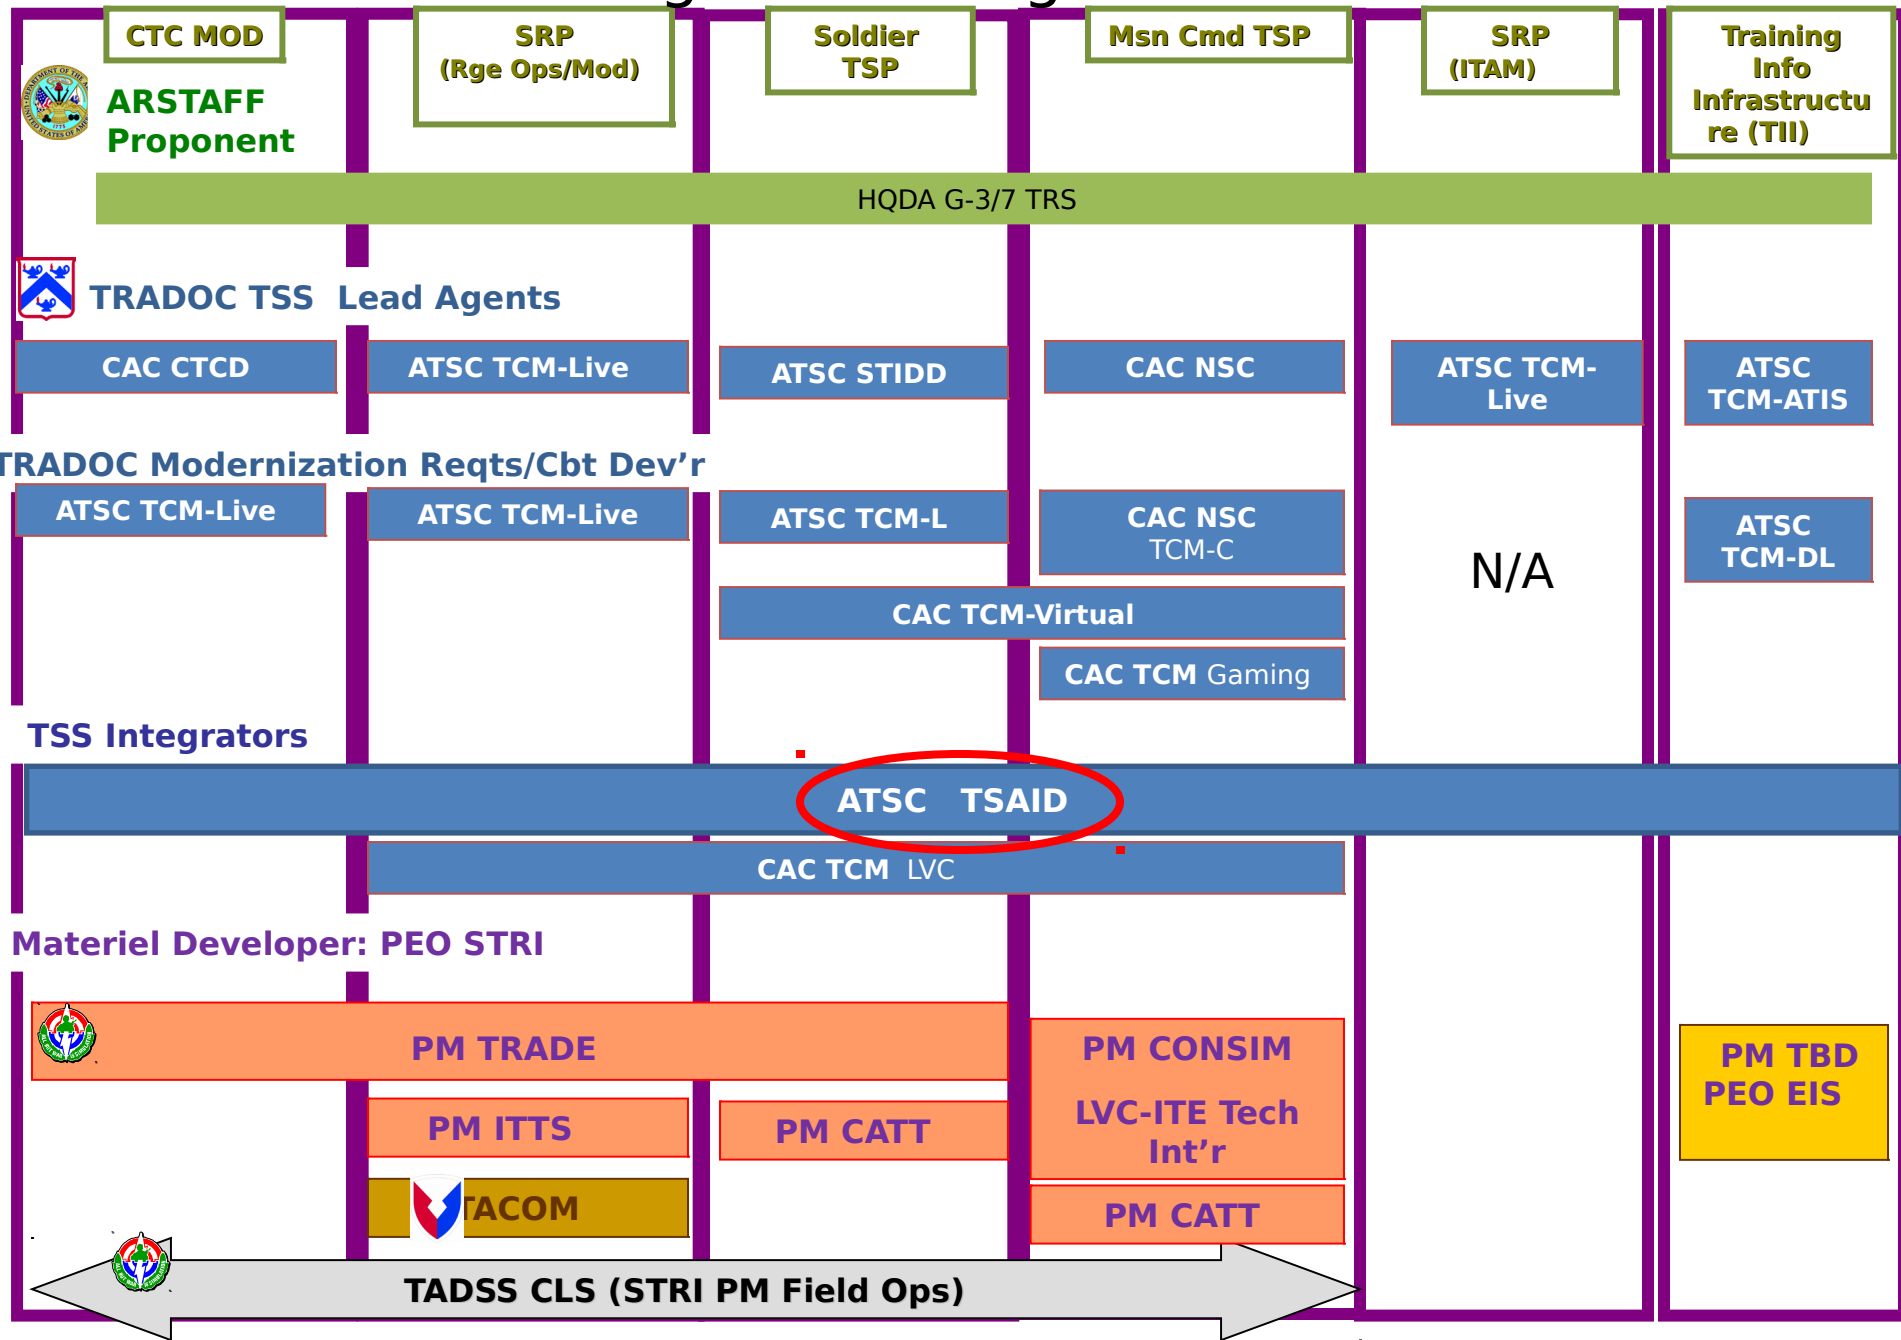 CTC MOD
SRP
(Rge Ops/Mod)
Soldier
TSP
Msn Cmd TSP
SRP
(ITAM)
Training
Info
Infrastructu
re (TII)
ARSTAFF
Proponent
HQDA G-3/7 TRS
TRADOC TSS Lead Agents
CAC CTCD
ATSC TCM-Live
ATSC STIDD
CAC NSC
ATSC TCM-
Live
ATSC
TCM-ATIS
TRADOC Modernization Reqts/Cbt Dev’r
ATSC TCM-Live
ATSC TCM-Live
ATSC TCM-L
CAC NSC
TCM-C
N/A
ATSC
TCM-DL
CAC TCM-Virtual
CAC TCM Gaming
TSS Integrators
ATSC TSAID
CAC TCM LVC
Materiel Developer: PEO STRI
PM TRADE
PM CONSIM
LVC-ITE Tech
Int’r
PM TBD
PEO EIS
PM ITTS
PM CATT
TACOM
PM CATT
TADSS CLS (STRI PM Field Ops)